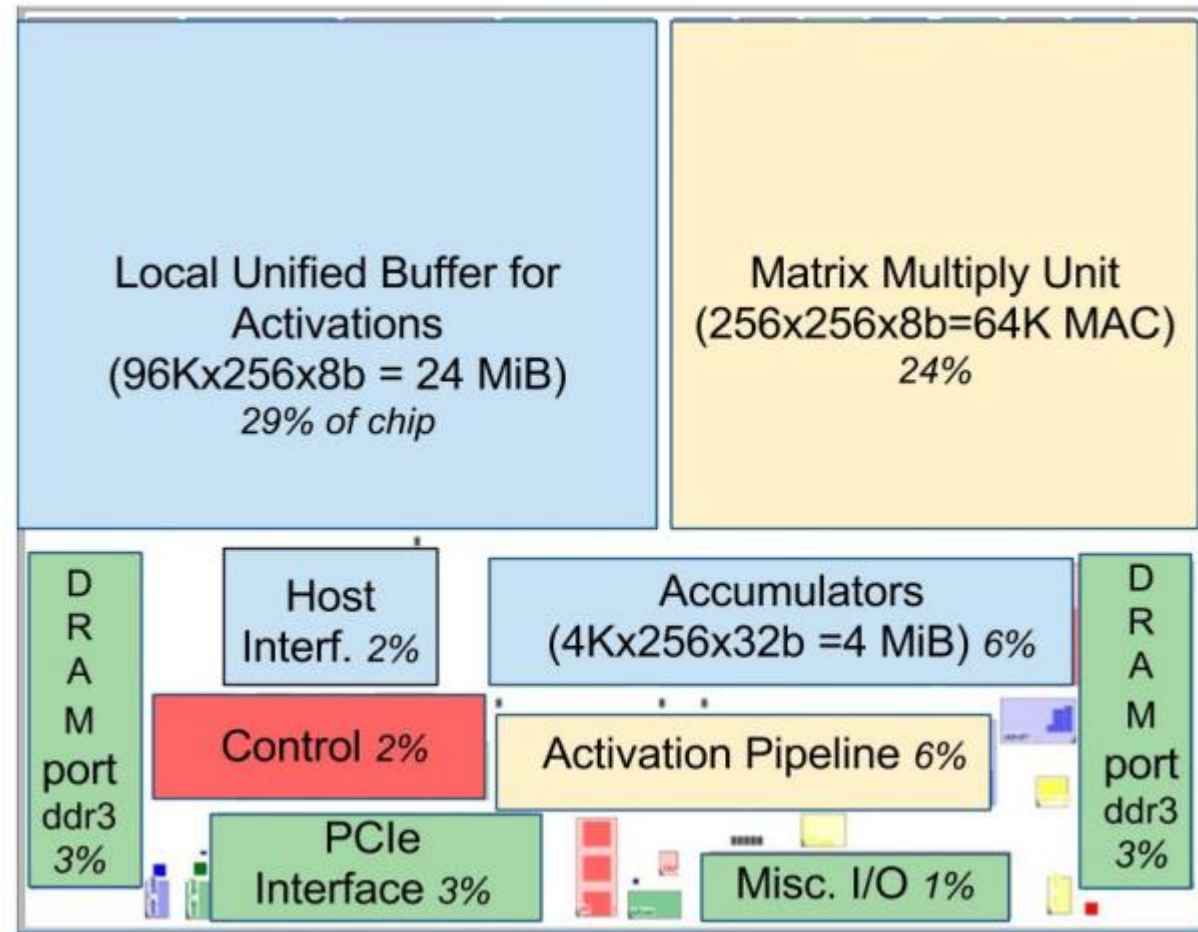 Local Unified Buffer for
Activations
(96Kx256x8b = 24 MiB)
29% of chip
Matrix Multiply Unit
(256x256x8b=64K MAC)
24%
D
R
A
M
port
ddr3
3%
Host
Interf. 2%
Accumulators
(4Kx256x32b =4 MiB) 6%
Control 2%
Activation Pipeline 6%
PCIe
Interface 3%
Misc. I/O 1%
D
R
A
M
port
ddr3
3%